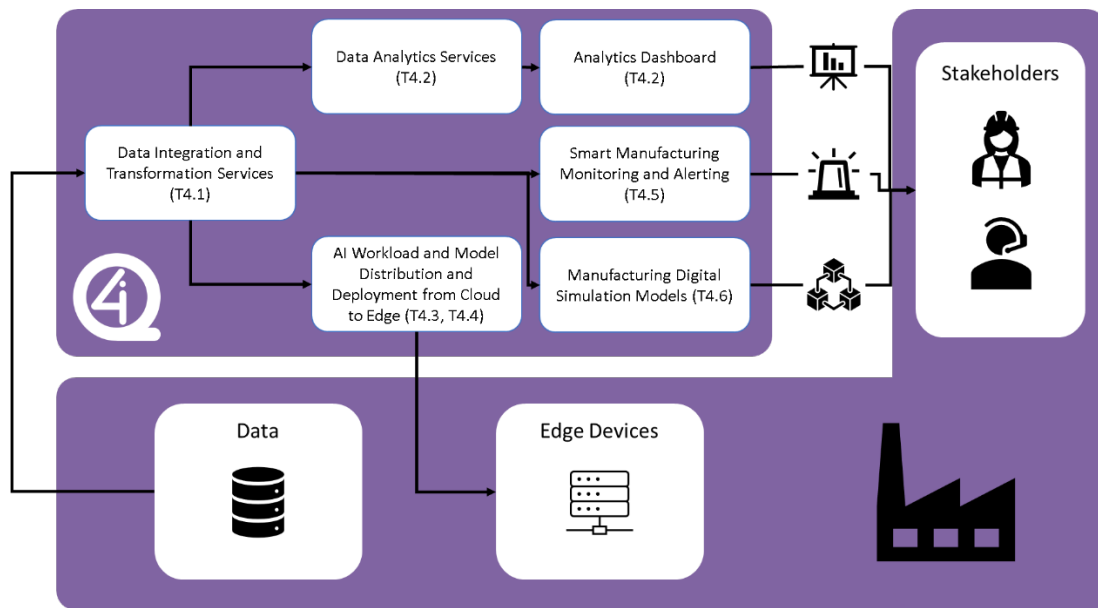 Data Analytics Services
(T4.2)
Analytics Dashboard
(T4.2)
Stakeholders
Data Integration and
Transformation Services
(T4.1)
Smart Manufacturing
Monitoring and Alerting
(T4.5)
AI Workload and Model
Distribution and
Deployment from Cloud
to Edge (T4.3, T4.4)
Manufacturing Digital
Simulation Models (T4.6)
4i
Data
Edge Devices